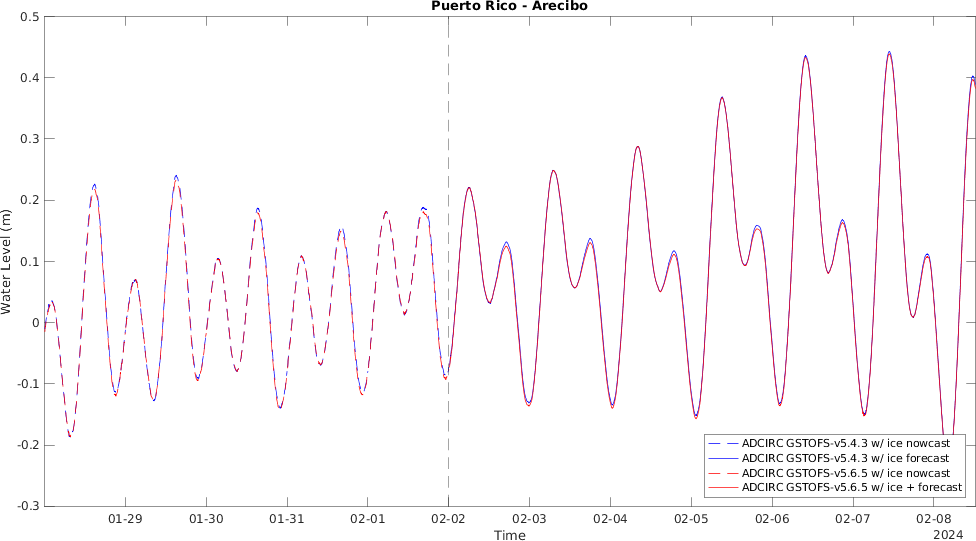 Puerto Rico - Arecibo
Water Level (m)
0.5
0.4
0.3
0.2
0.1
0
-0.1
-0.2
-0.3
ADCIRC GSTOFS-v5.4.3 w/ ice nowcast
ADCIRC GSTOFS-v5.4.3 w/ ice forecast
ADCIRC GSTOFS-v5.6.5 w/ ice nowcast
ADCIRC GSTOFS-v5.6.5 w/ ice + forecast
01-29 01-30 01-31 02-01 02-02 02-03 02-04 02-05 02-06 02-07 02-08
Time
2024